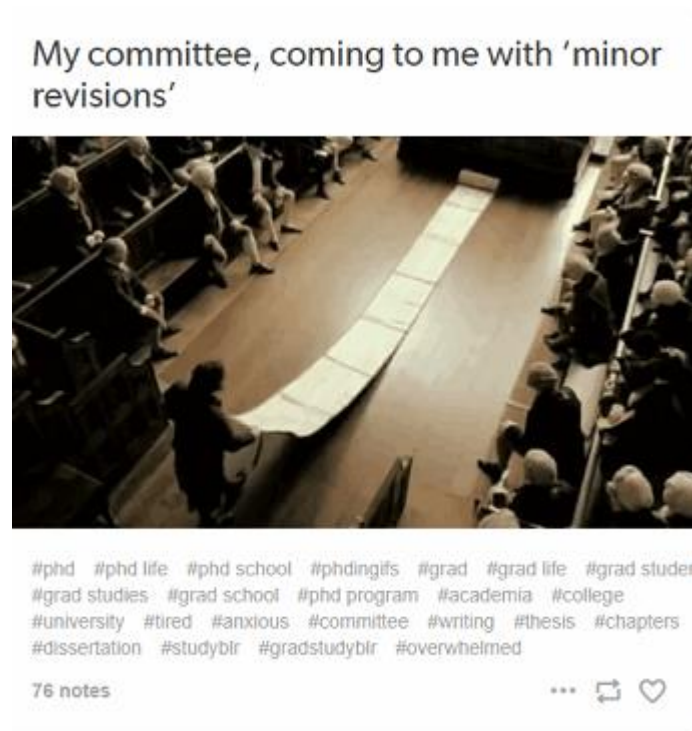 My committee, coming to me with ‘minor
revisions’
#phd #phd life #phd school #phdingifs #grad #grad life #grad studen
#grad studies #grad school #phd program #academia #college
#university #tired #anxious #committee #writing #thesis #chapters
#dissertation #studyblr #gradstudyblr #overwhelmed
76 notes